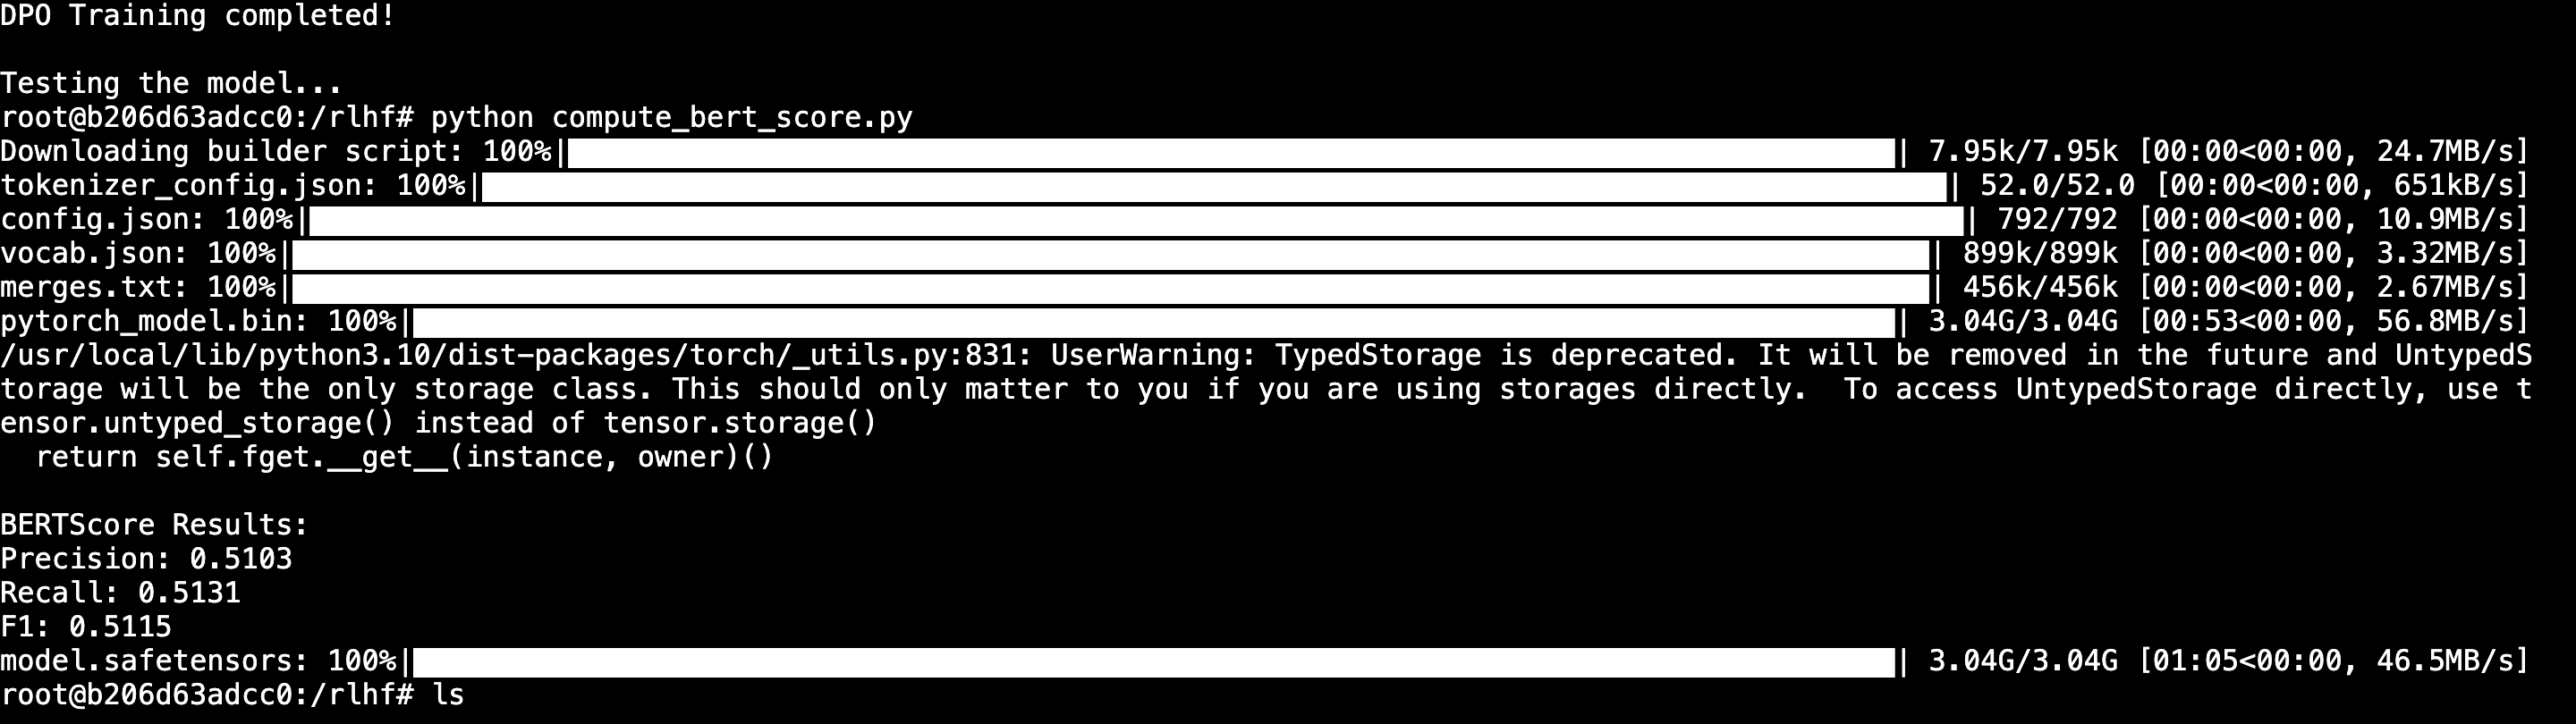 DPO Training completed!
Testing the model...
root@b206d63adcc0:/rlhf# python compute_bert_score.py
Downloading builder script: 100%| | 7.95k/7.95k [00:00<00:00, 24.7MB/s]
tokenizer_config.json: 100%| | 52.0/52.0 [00:00<00:00, 651kB/s]
config.json: 100%| | 792/792 [00:00<00:00, 10.9MB/s]
vocab.json: 100%| | 899k/899k [00:00<00:00, 3.32MB/s]
merges.txt: 100%| | 456k/456k [00:00<00:00, 2.67MB/s]
pytorch_model.bin: 100%| | 3.04G/3.04G [00:53<00:00, 56.8MB/s]
/usr/local/lib/python3.10/dist-packages/torch/_utils.py:831: UserWarning: TypedStorage is deprecated. It will be removed in the future and UntypedS
torage will be the only storage class. This should only matter to you if you are using storages directly.  To access UntypedStorage directly, use t
ensor.untyped_storage() instead of tensor.storage()
  return self.fget.__get__(instance, owner)()
BERTScore Results:
Precision: 0.5103
Recall: 0.5131
F1: 0.5115
model.safetensors: 100%| | 3.04G/3.04G [01:05<00:00, 46.5MB/s]
root@b206d63adcc0:/rlhf# ls